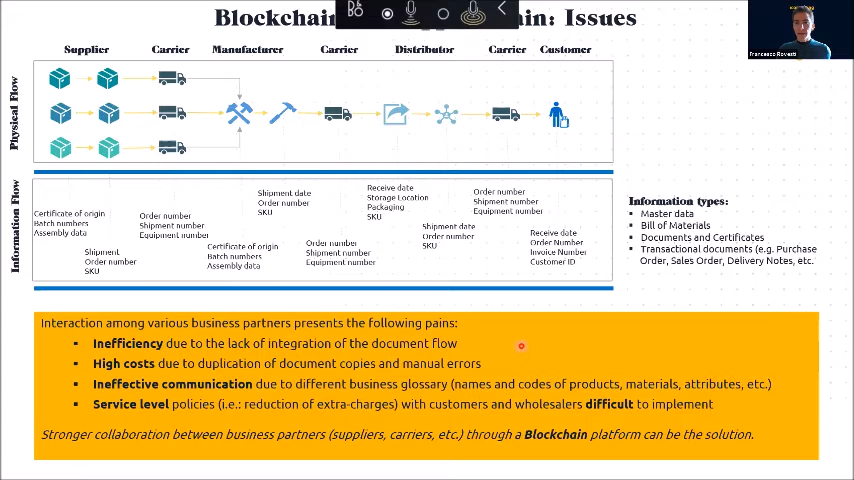 Blockchain
in: Issues
Francesco Rovesti
Supplier
Carrier
Manufacturer
Carrier
Distributor
Carrier
Customer
Physical Flow
Information Flow
Certificate of origin
Batch numbers
Assembly data
Shipment
Order number
SKU
Order number
Shipment number
Equipment number
Certificate of origin
Batch numbers
Assembly data
Shipment date
Order number
SKU
Order number
Shipment number
Equipment number
Receive date
Storage Location
Packaging
SKU
Shipment date
Order number
SKU
Order number
Shipment number
Equipment number
Receive date
Order Number
Invoice Number
Customer ID
Information types:
▪ Master data
▪ Bill of Materials
▪ Documents and Certificates
▪ Transactional documents (e.g. Purchase
Order, Sales Order, Delivery Notes, etc.
Interaction among various business partners presents the following pains:
▪ Inefficiency due to the lack of integration of the document flow
▪ High costs due to duplication of document copies and manual errors
▪ Ineffective communication due to different business glossary (names and codes of products, materials, attributes, etc.)
▪ Service level policies (i.e.: reduction of extra-charges) with customers and wholesalers difficult to implement
Stronger collaboration between business partners (suppliers, carriers, etc.) through a Blockchain platform can be the solution.